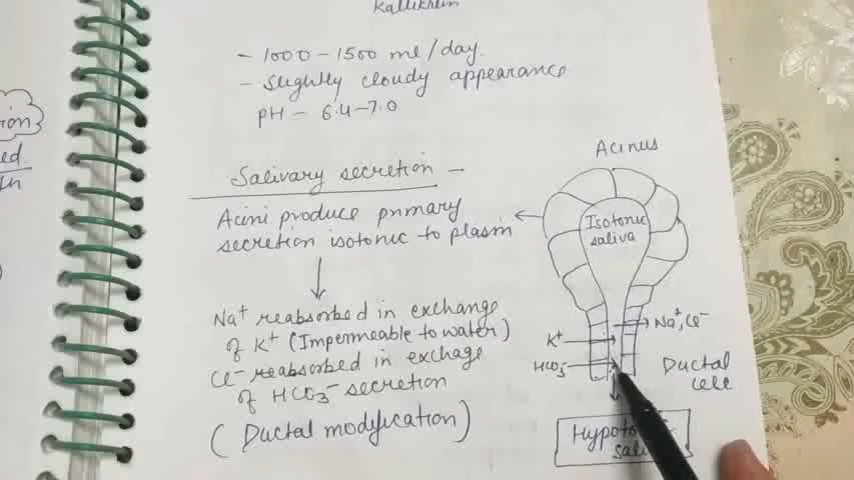 Kallikrein
- 1000 - 1500 ml/day.
- Slightly cloudy appearance
pH - 6.4-7.0
Salivary secretion -
Acini produce primary
secretion isotonic to plasm
Na+ reabsorbed in exchange
of K+ (Impermeable to water)
Cl- reabsorbed in exchage
of HCO3- secretion
(Ductal modification)
Acinus
Isotonic
saliva
Na+, Cl-
K+
HCO3-
Ductal
cell